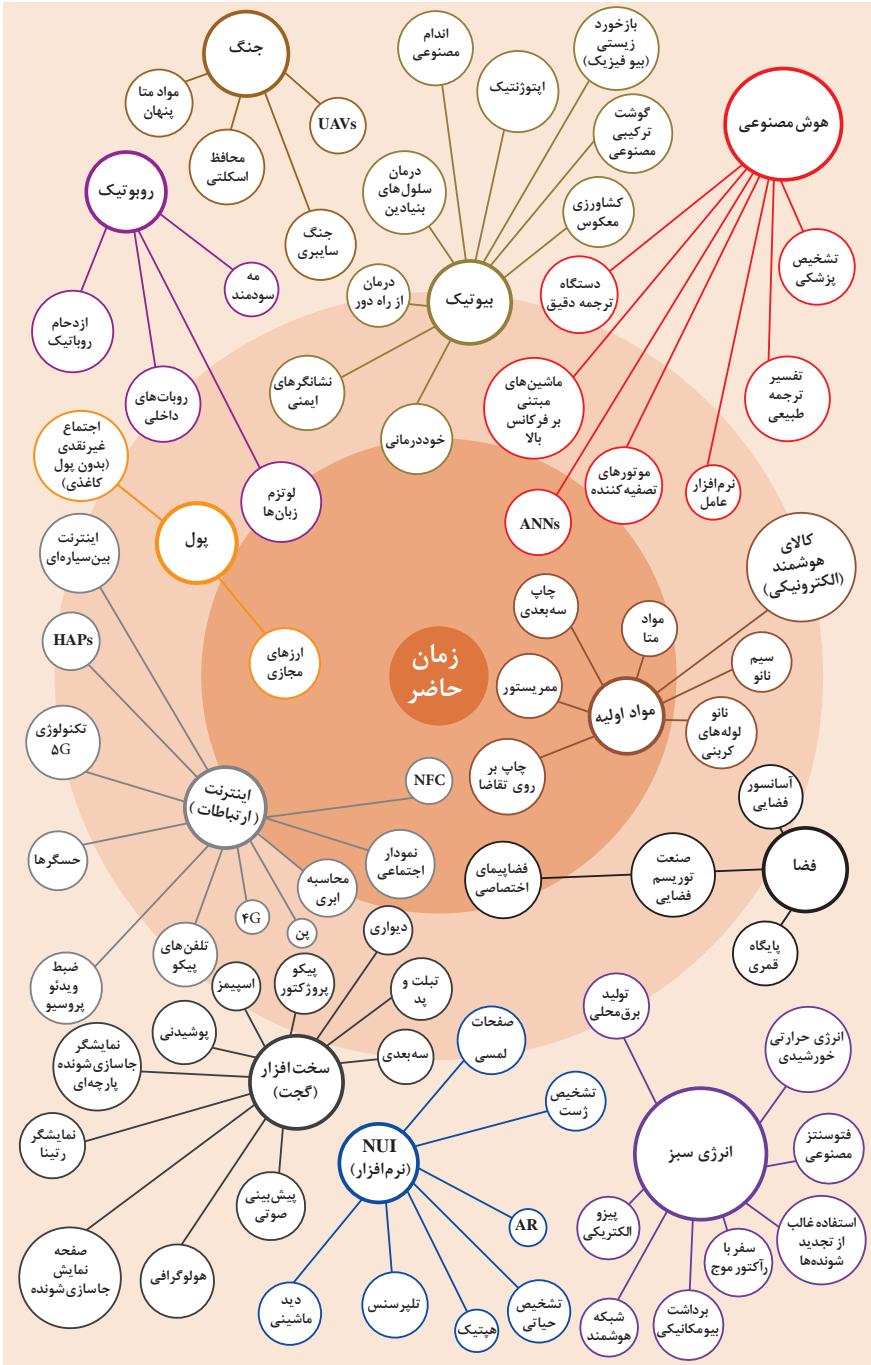 جنگ
مواد متا
پنهان
محافظ
اسکلتی
جنگ
سایبری
UAVs
اندام
مصنوعی
اپتوژنتیک
بازخورد
زیستی
(بیو فیزیک)
گوشت
ترکیبی
مصنوعی
کشاورزی
معکوس
درمان
سلول‌های
بنیادین
درمان
از راه دور
بیوتیک
نشانگرهای
ایمنی
خوددرمانی
هوش مصنوعی
تشخیص
پزشکی
دستگاه
ترجمه دقیق
تفسیر
ترجمه
طبیعی
ماشین‌های
مبتنی
بر فرکانس
بالا
موتورهای
تصفیه کننده
نرم‌افزار
عامل
ANNs
روبوتیک
مه
سودمند
ازدحام
روباتیک
روبات‌های
داخلی
لوتزم
زبان‌ها
اجتماع
غیرنقدی
(بدون پول
کاغذی)
پول
ارزهای
مجازی
زمان
حاضر
کالای
هوشمند
(الکترونیکی)
چاپ
سه‌بعدی
مواد
متا
سیم
نانو
ممریستور
مواد اولیه
نانو
لوله‌های
کربنی
چاپ بر
روی تقاضا
اینترنت
بین‌سیاره‌ای
HAPs
تکنولوژی
۵G
اینترنت
(ارتباطات)
NFC
حسگرها
نمودار
اجتماعی
محاسبه
ابری
۴G
پن
تلفن‌های
پیکو
ضبط
ویدئو
پروسیو
آسانسور
فضایی
فضا
صنعت
توریسم
فضایی
فضاپیمای
اختصاصی
پایگاه
قمری
دیواری
پیکو
پروژکتور
اسپیمز
تبلت و
پد
پوشیدنی
سه‌بعدی
سخت‌افزار
(گجت)
نمایشگر
جاسازی‌شونده
پارچه‌ای
نمایشگر
رتینا
پیش‌بینی
صوتی
صفحه
نمایش
جاسازی‌شونده
هولوگرافی
صفحات
لمسی
تشخیص
ژست
NUI
(نرم‌افزار)
AR
دید
ماشینی
تلپرسنس
هپتیک
تشخیص
حیاتی
تولید
برق‌محلی
انرژی حرارتی
خورشیدی
انرژی سبز
فتوسنتز
مصنوعی
پیزو
الکتریکی
استفاده غالب
از تجدید
شونده‌ها
سفر با
رآکتور موج
برداشت
بیومکانیکی
شبکه
هوشمند